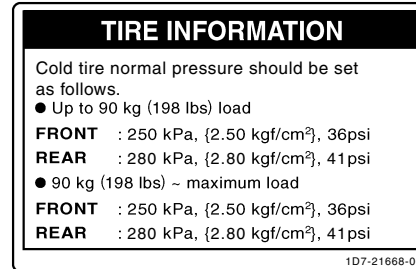 TIRE INFORMATION
Cold tire normal pressure should be set
as follows.
● Up to 90 kg (198 lbs) load
FRONT : 250 kPa, {2.50 kgf/cm²}, 36psi
REAR : 280 kPa, {2.80 kgf/cm²}, 41psi
● 90 kg (198 lbs) ~ maximum load
FRONT : 250 kPa, {2.50 kgf/cm²}, 36psi
REAR : 280 kPa, {2.80 kgf/cm²}, 41psi
1D7-21668-0